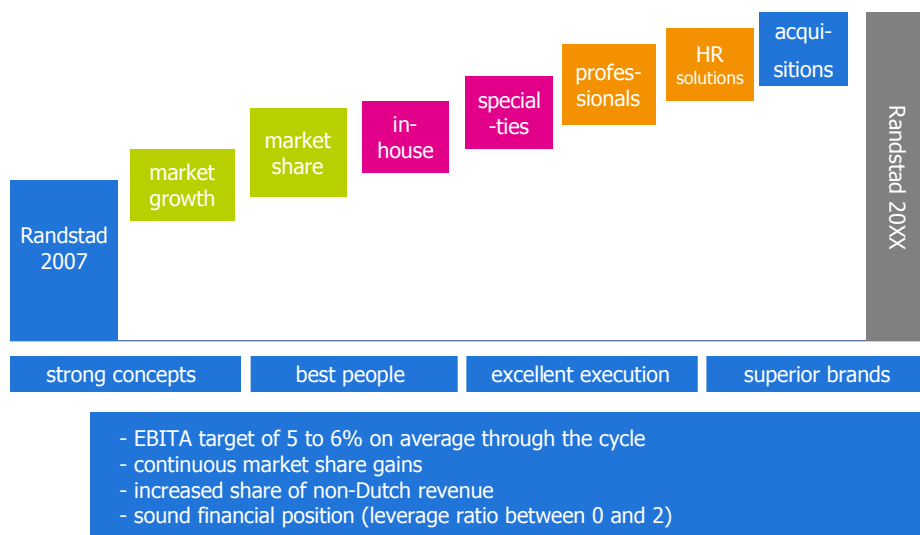 Randstad
2007
market
growth
market
share
in-
house
special
-ties
profes-
sionals
HR
solutions
acqui-
sitions
Randstad 20XX
strong concepts
best people
excellent execution
superior brands
- EBITA target of 5 to 6% on average through the cycle
- continuous market share gains
- increased share of non-Dutch revenue
- sound financial position (leverage ratio between 0 and 2)